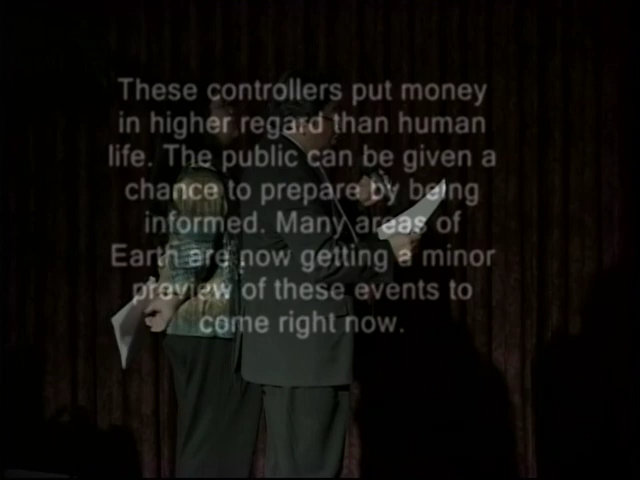 These controllers put money
in higher regard than human
life. The public can be given a
chance to prepare by being
informed. Many areas of
Earth are now getting a minor
preview of these events to
come right now.